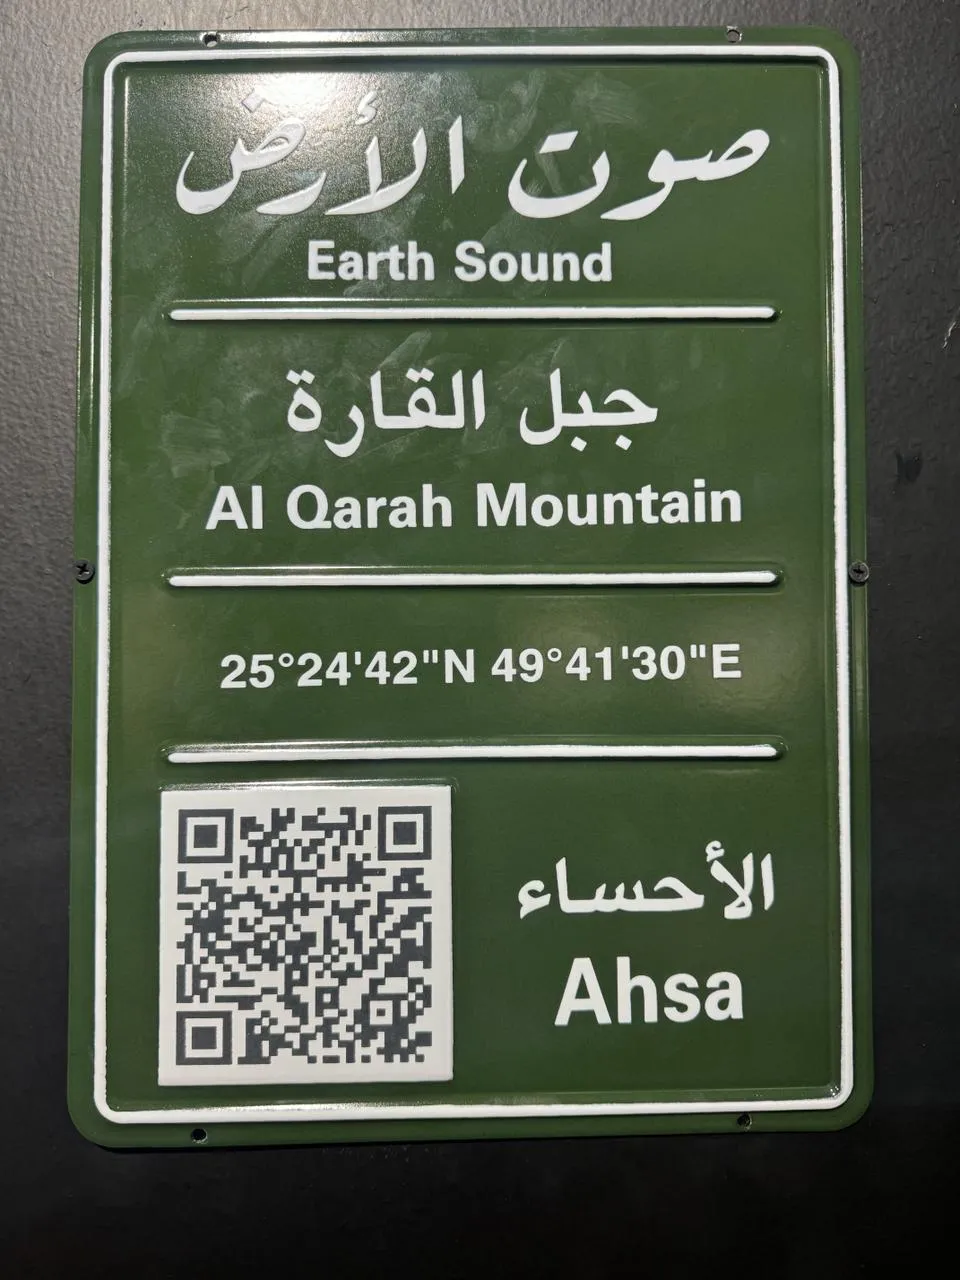 صوت الأرض
Earth Sound
جبل القارة
Al Qarah Mountain
25°24'42"N 49°41'30"E
الأحساء
Ahsa